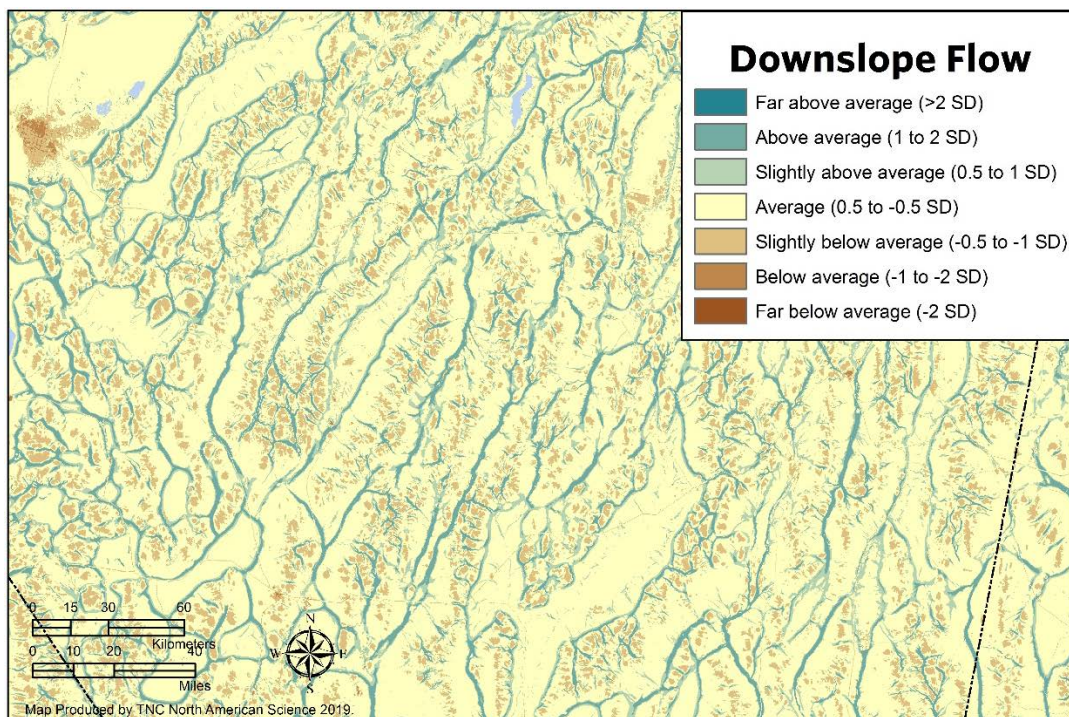 Downslope Flow
Far above average (>2 SD)
Above average (1 to 2 SD)
Slightly above average (0.5 to 1 SD)
Average (0.5 to -0.5 SD)
Slightly below average (-0.5 to -1 SD)
Below average (-1 to -2 SD)
Far below average (-2 SD)
0 15 30 60
Kilometers
0 10 20 40
Miles
N
W E
S
Map Produced by TNC North American Science 2019.